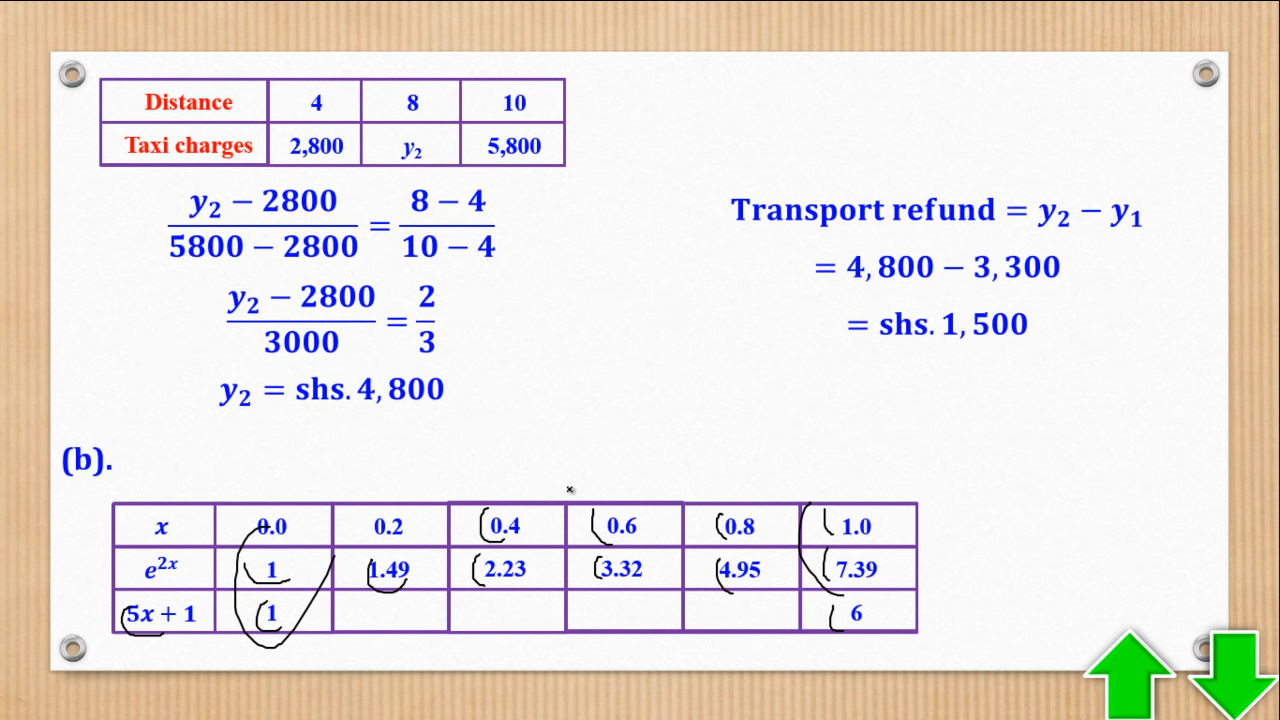 Distance 4 8 10
Taxi charges 2,800 y₂ 5,800
(y₂ − 2800)/(5800 − 2800) = (8 − 4)/(10 − 4)
(y₂ − 2800)/3000 = 2/3
y₂ = shs. 4,800
Transport refund = y₂ − y₁
= 4,800 − 3,300
= shs. 1,500
(b).
x 0.0 0.2 0.4 0.6 0.8 1.0
e²ˣ 1 1.49 2.23 3.32 4.95 7.39
5x + 1 1 6